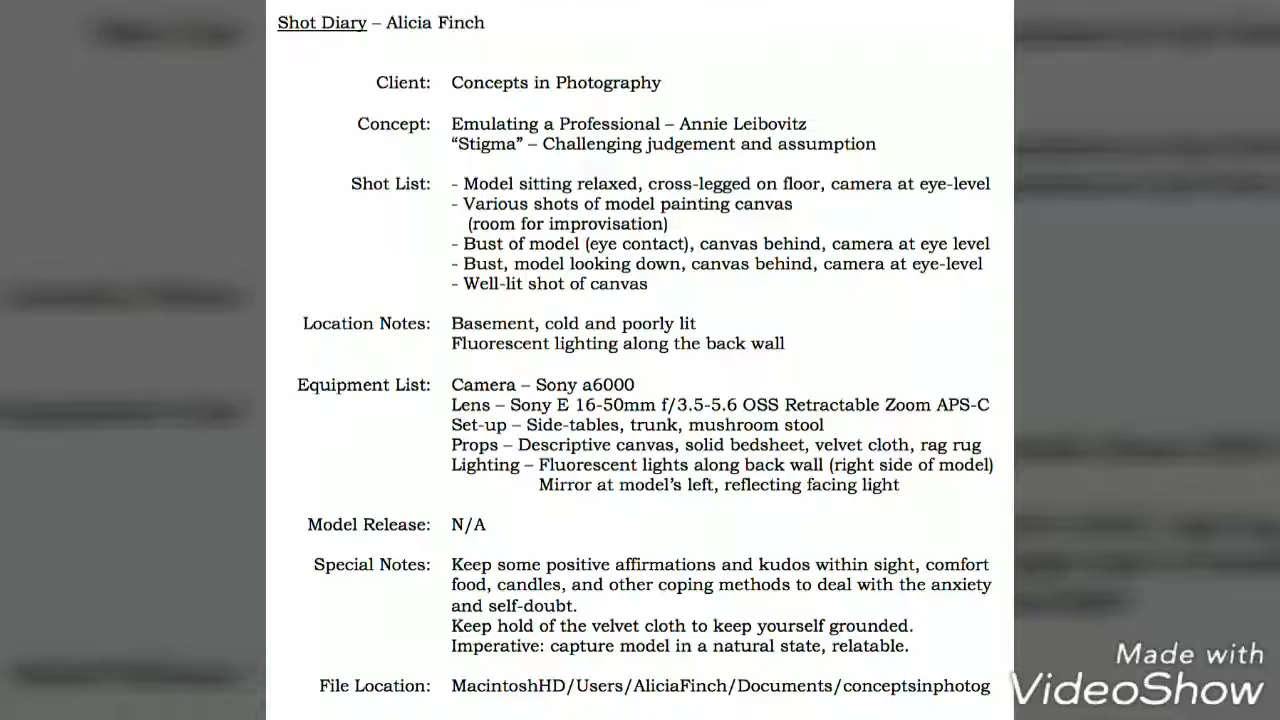 Shot Diary – Alicia Finch
Client: Concepts in Photography
Concept: Emulating a Professional – Annie Leibovitz
“Stigma” – Challenging judgement and assumption
Shot List: - Model sitting relaxed, cross-legged on floor, camera at eye-level
- Various shots of model painting canvas
(room for improvisation)
- Bust of model (eye contact), canvas behind, camera at eye level
- Bust, model looking down, canvas behind, camera at eye-level
- Well-lit shot of canvas
Location Notes: Basement, cold and poorly lit
Fluorescent lighting along the back wall
Equipment List: Camera – Sony a6000
Lens – Sony E 16-50mm f/3.5-5.6 OSS Retractable Zoom APS-C
Set-up – Side-tables, trunk, mushroom stool
Props – Descriptive canvas, solid bedsheet, velvet cloth, rag rug
Lighting – Fluorescent lights along back wall (right side of model)
Mirror at model’s left, reflecting facing light
Model Release: N/A
Special Notes: Keep some positive affirmations and kudos within sight, comfort
food, candles, and other coping methods to deal with the anxiety
and self-doubt.
Keep hold of the velvet cloth to keep yourself grounded.
Imperative: capture model in a natural state, relatable.
File Location: MacintoshHD/Users/AliciaFinch/Documents/conceptsinphotog
Made with
VideoShow